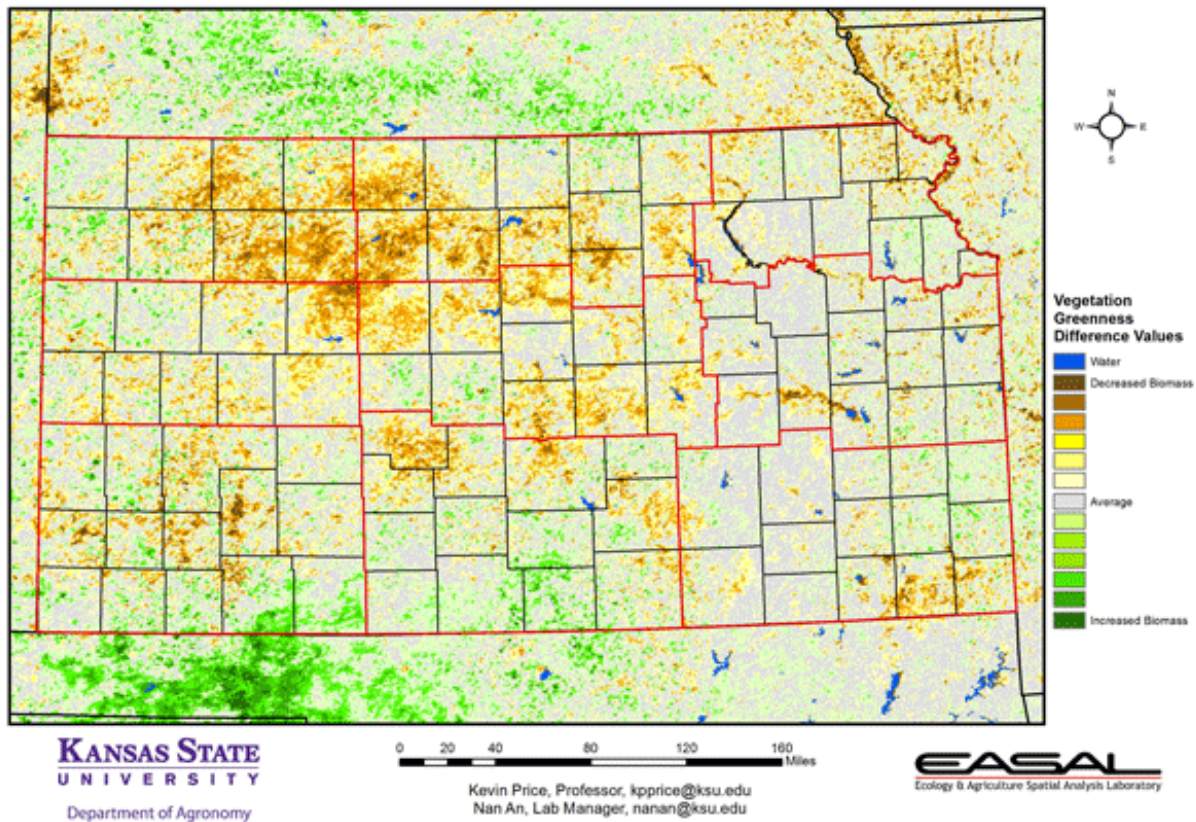 N
W
E
S
Vegetation
Greenness
Difference Values
Water
Decreased Biomass
Average
Increased Biomass
KANSAS STATE
UNIVERSITY
Department of Agronomy
0 20 40 80 120 160
Miles
Kevin Price, Professor, kpprice@ksu.edu
Nan An, Lab Manager, nanan@ksu.edu
EASAL
Ecology & Agriculture Spatial Analysis Laboratory